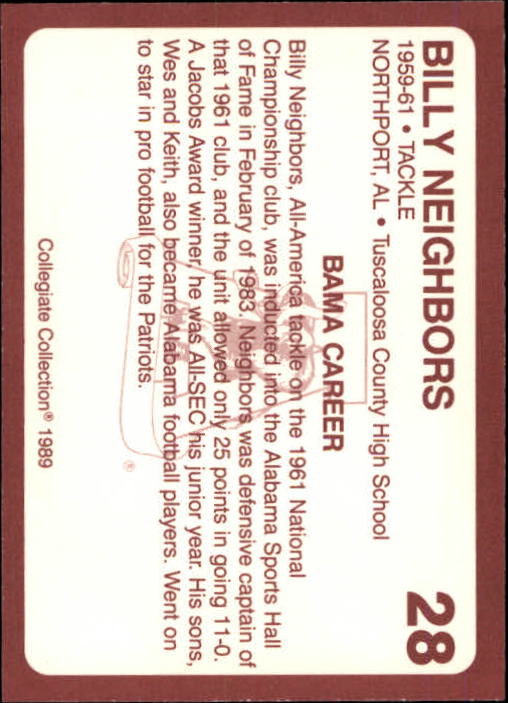 BILLY NEIGHBORS 28
1959-61 • TACKLE
NORTHPORT, AL • Tuscaloosa County High School
BAMA CAREER
Billy Neighbors, All-America tackle on the 1961 National
Championship club, was inducted into the Alabama Sports Hall
of Fame in February of 1983. Neighbors was defensive captain of
that 1961 club, and the unit allowed only 25 points in going 11-0.
A Jacobs Award winner, he was All-SEC his junior year. His sons,
Wes and Keith, also became Alabama football players. Went on
to star in pro football for the Patriots.
Collegiate Collection® 1989
®